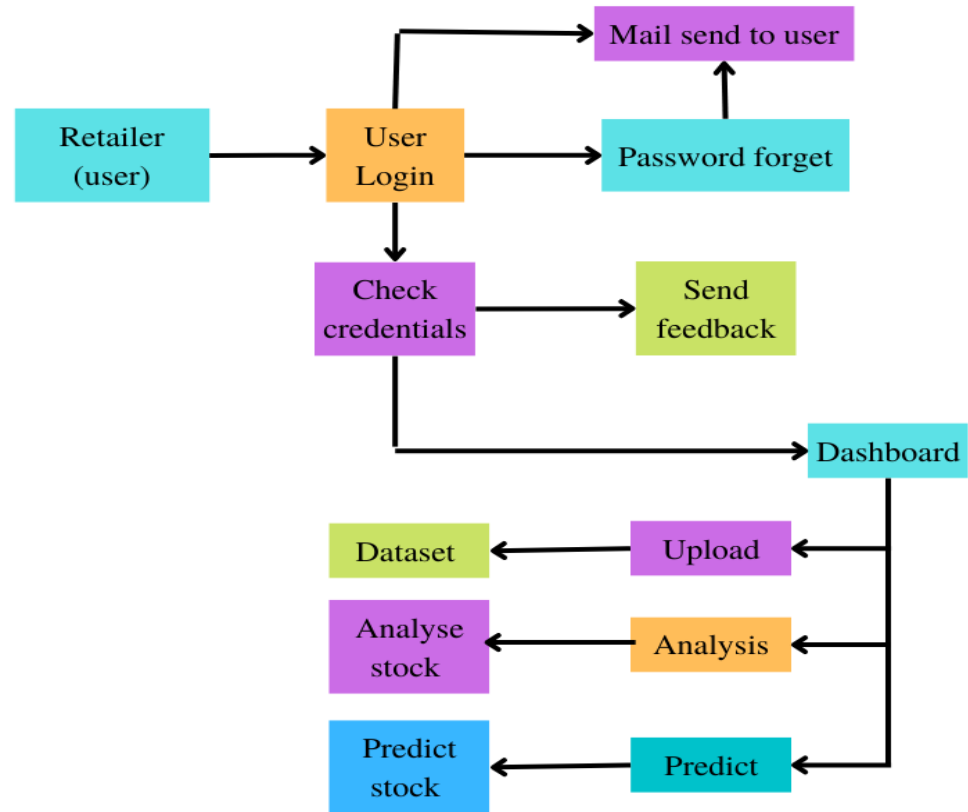 Mail send to user
Retailer
(user)
User
Login
Password forget
Check
credentials
Send
feedback
Dashboard
Dataset
Upload
Analyse
stock
Analysis
Predict
stock
Predict